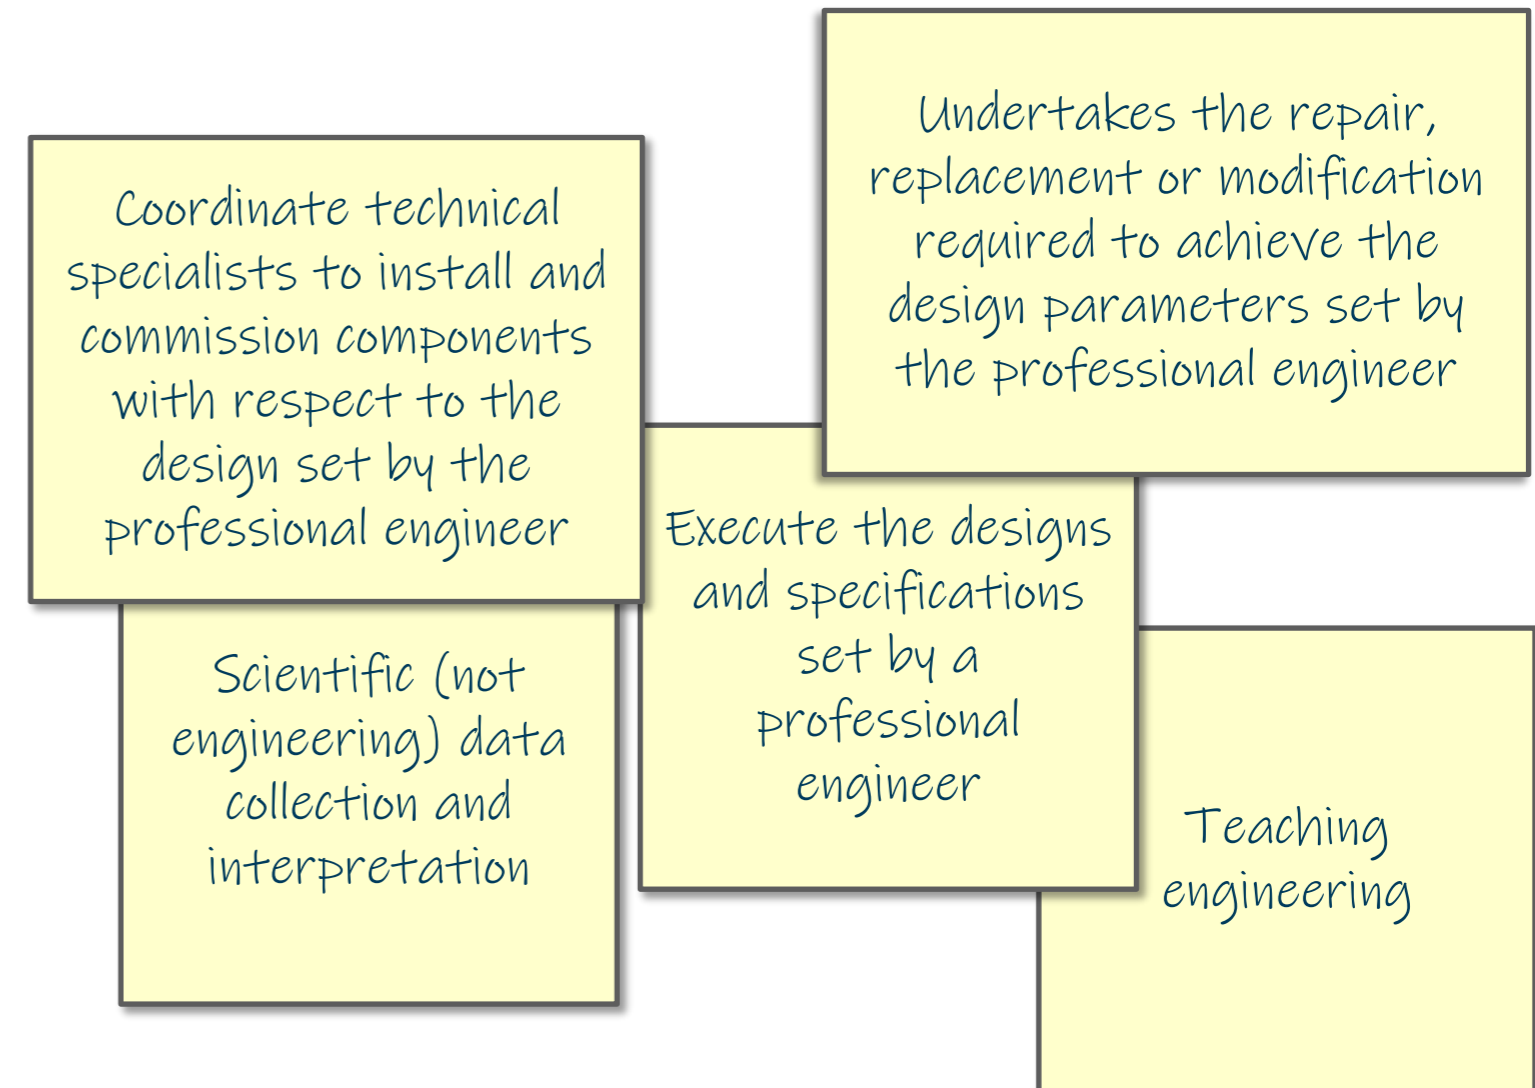 Undertakes the repair,
replacement or modification
required to achieve the
design parameters set by
the professional engineer
Coordinate technical
specialists to install and
commission components
with respect to the
design set by the
professional engineer
Execute the designs
and specifications
set by a
professional
engineer
Scientific (not
engineering) data
collection and
interpretation
Teaching
engineering